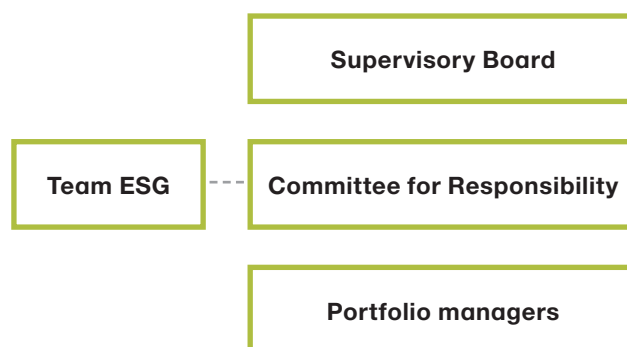 Supervisory Board
Team ESG
Committee for Responsibility
Portfolio managers